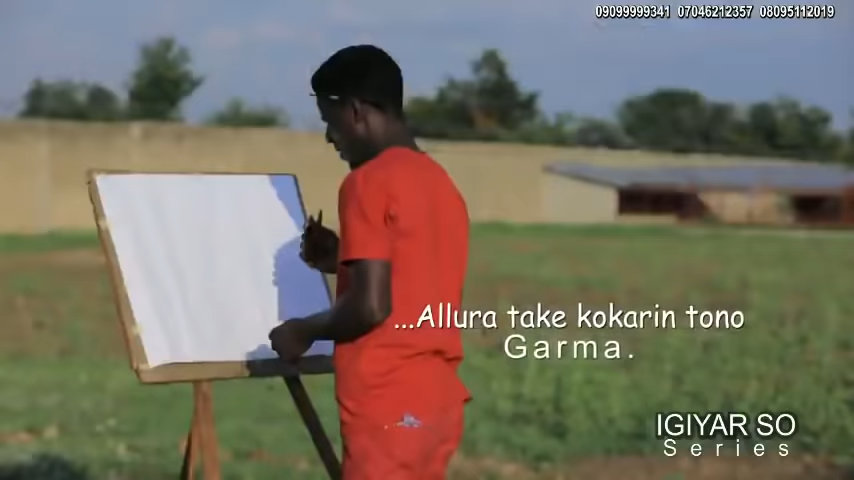 09099999341 07046212357 08095112019
...Allura take kokarin tono
Garma.
IGIYAR SO
Series